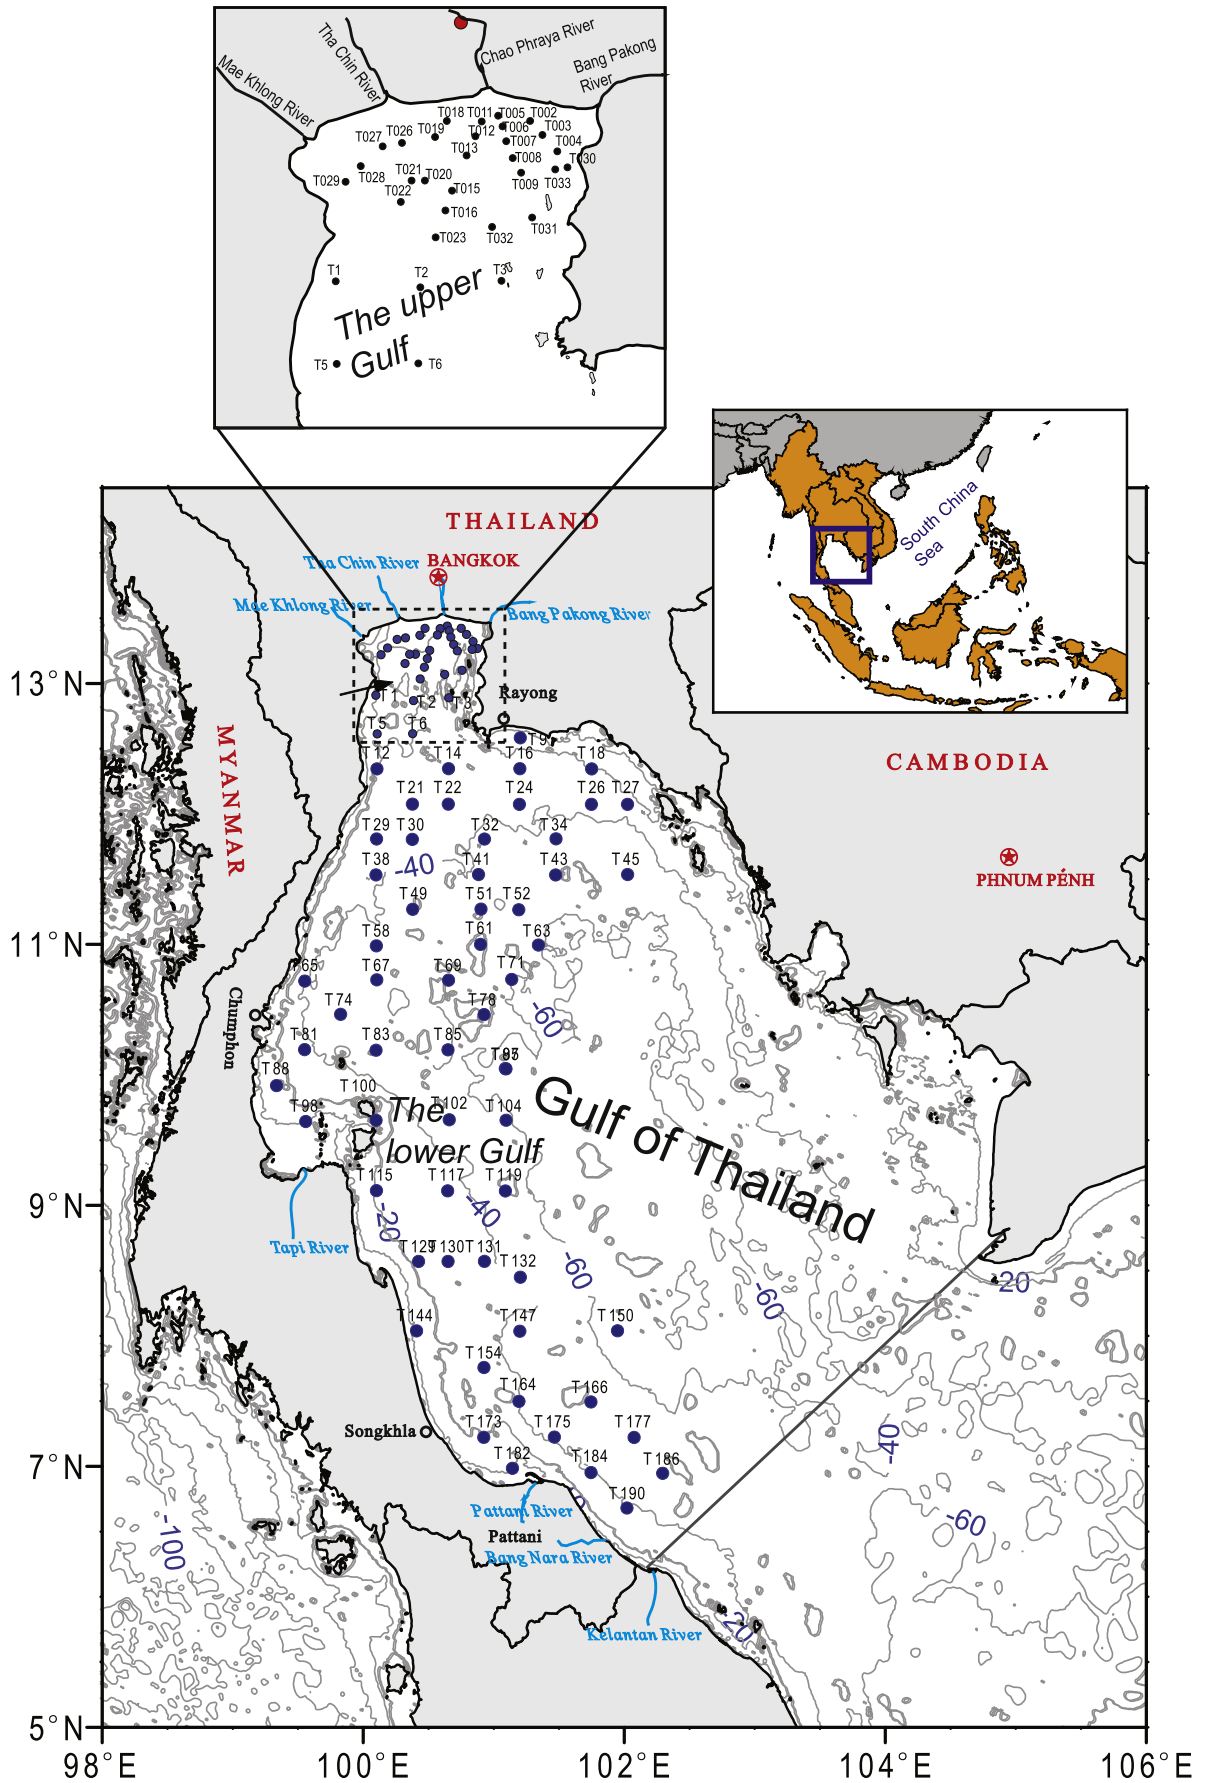 Tha Chin River
Chao Phraya River
Bang Pakong
River
Mae Khlong River
T018
T011
T005
T002
T027
T026
T019
T012
T006
T003
T013
T007
T004
T008
T030
T029
T028
T021
T020
T009
T033
T022
T015
T016
T031
T023
T032
T1
T2
T3
The upper
Gulf
T5
T6
South China
Sea
THAILAND
Tha Chin River
BANGKOK
Mae Khlong River
Bang Pakong River
13°N
T1
T2
T3
Rayong
T5
T6
T9
T12
T14
T16
T18
MYANMAR
CAMBODIA
T21
T22
T24
T26
T27
T29
T30
T32
T34
T38
-40
T41
T43
T45
PHNUM PÉNH
T49
T51
T52
11°N
T58
T61
T63
T65
T67
T69
T71
Chumphon
T74
T78
-60
T81
T83
T85
T88
T100
T98
The
lower Gulf
T102
T104
Gulf of Thailand
9°N
T115
T117
T119
-20
-40
Tapi River
T129
T130
T131
T132
-60
-60
20
T144
T147
T150
T154
T164
T166
Songkhla
T173
T175
T177
-40
7°N
T182
T184
T186
T190
Pattani River
Pattani
Bang Nara River
-60
-100
Kelantan River
-20
5°N
98°E
100°E
102°E
104°E
106°E